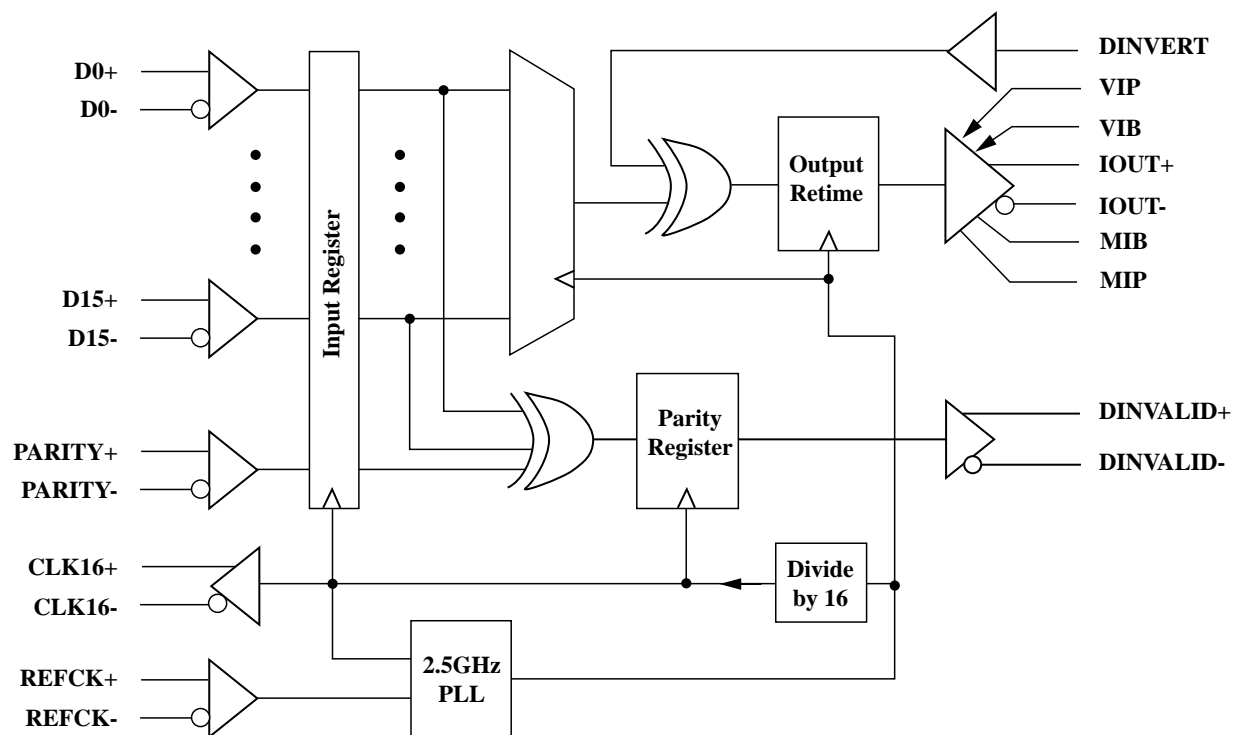 D0+
D0-
D15+
D15-
PARITY+
PARITY-
CLK16+
CLK16-
REFCK+
REFCK-
Input Register
Output
Retime
Parity
Register
Divide
by 16
2.5GHz
PLL
DINVERT
VIP
VIB
IOUT+
IOUT-
MIB
MIP
DINVALID+
DINVALID-